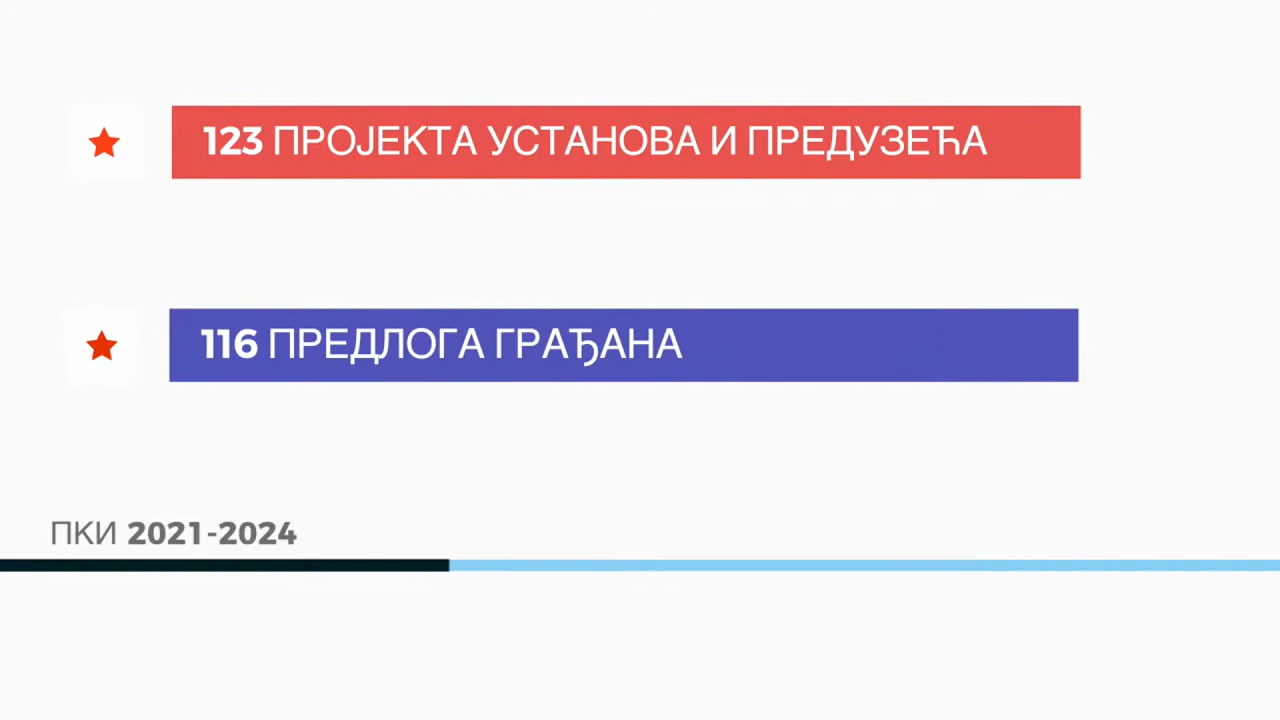 123 ПРОЈЕКТА УСТАНОВА И ПРЕДУЗЕЋА
116 ПРЕДЛОГА ГРАЂАНА
ПКИ 2021-2024